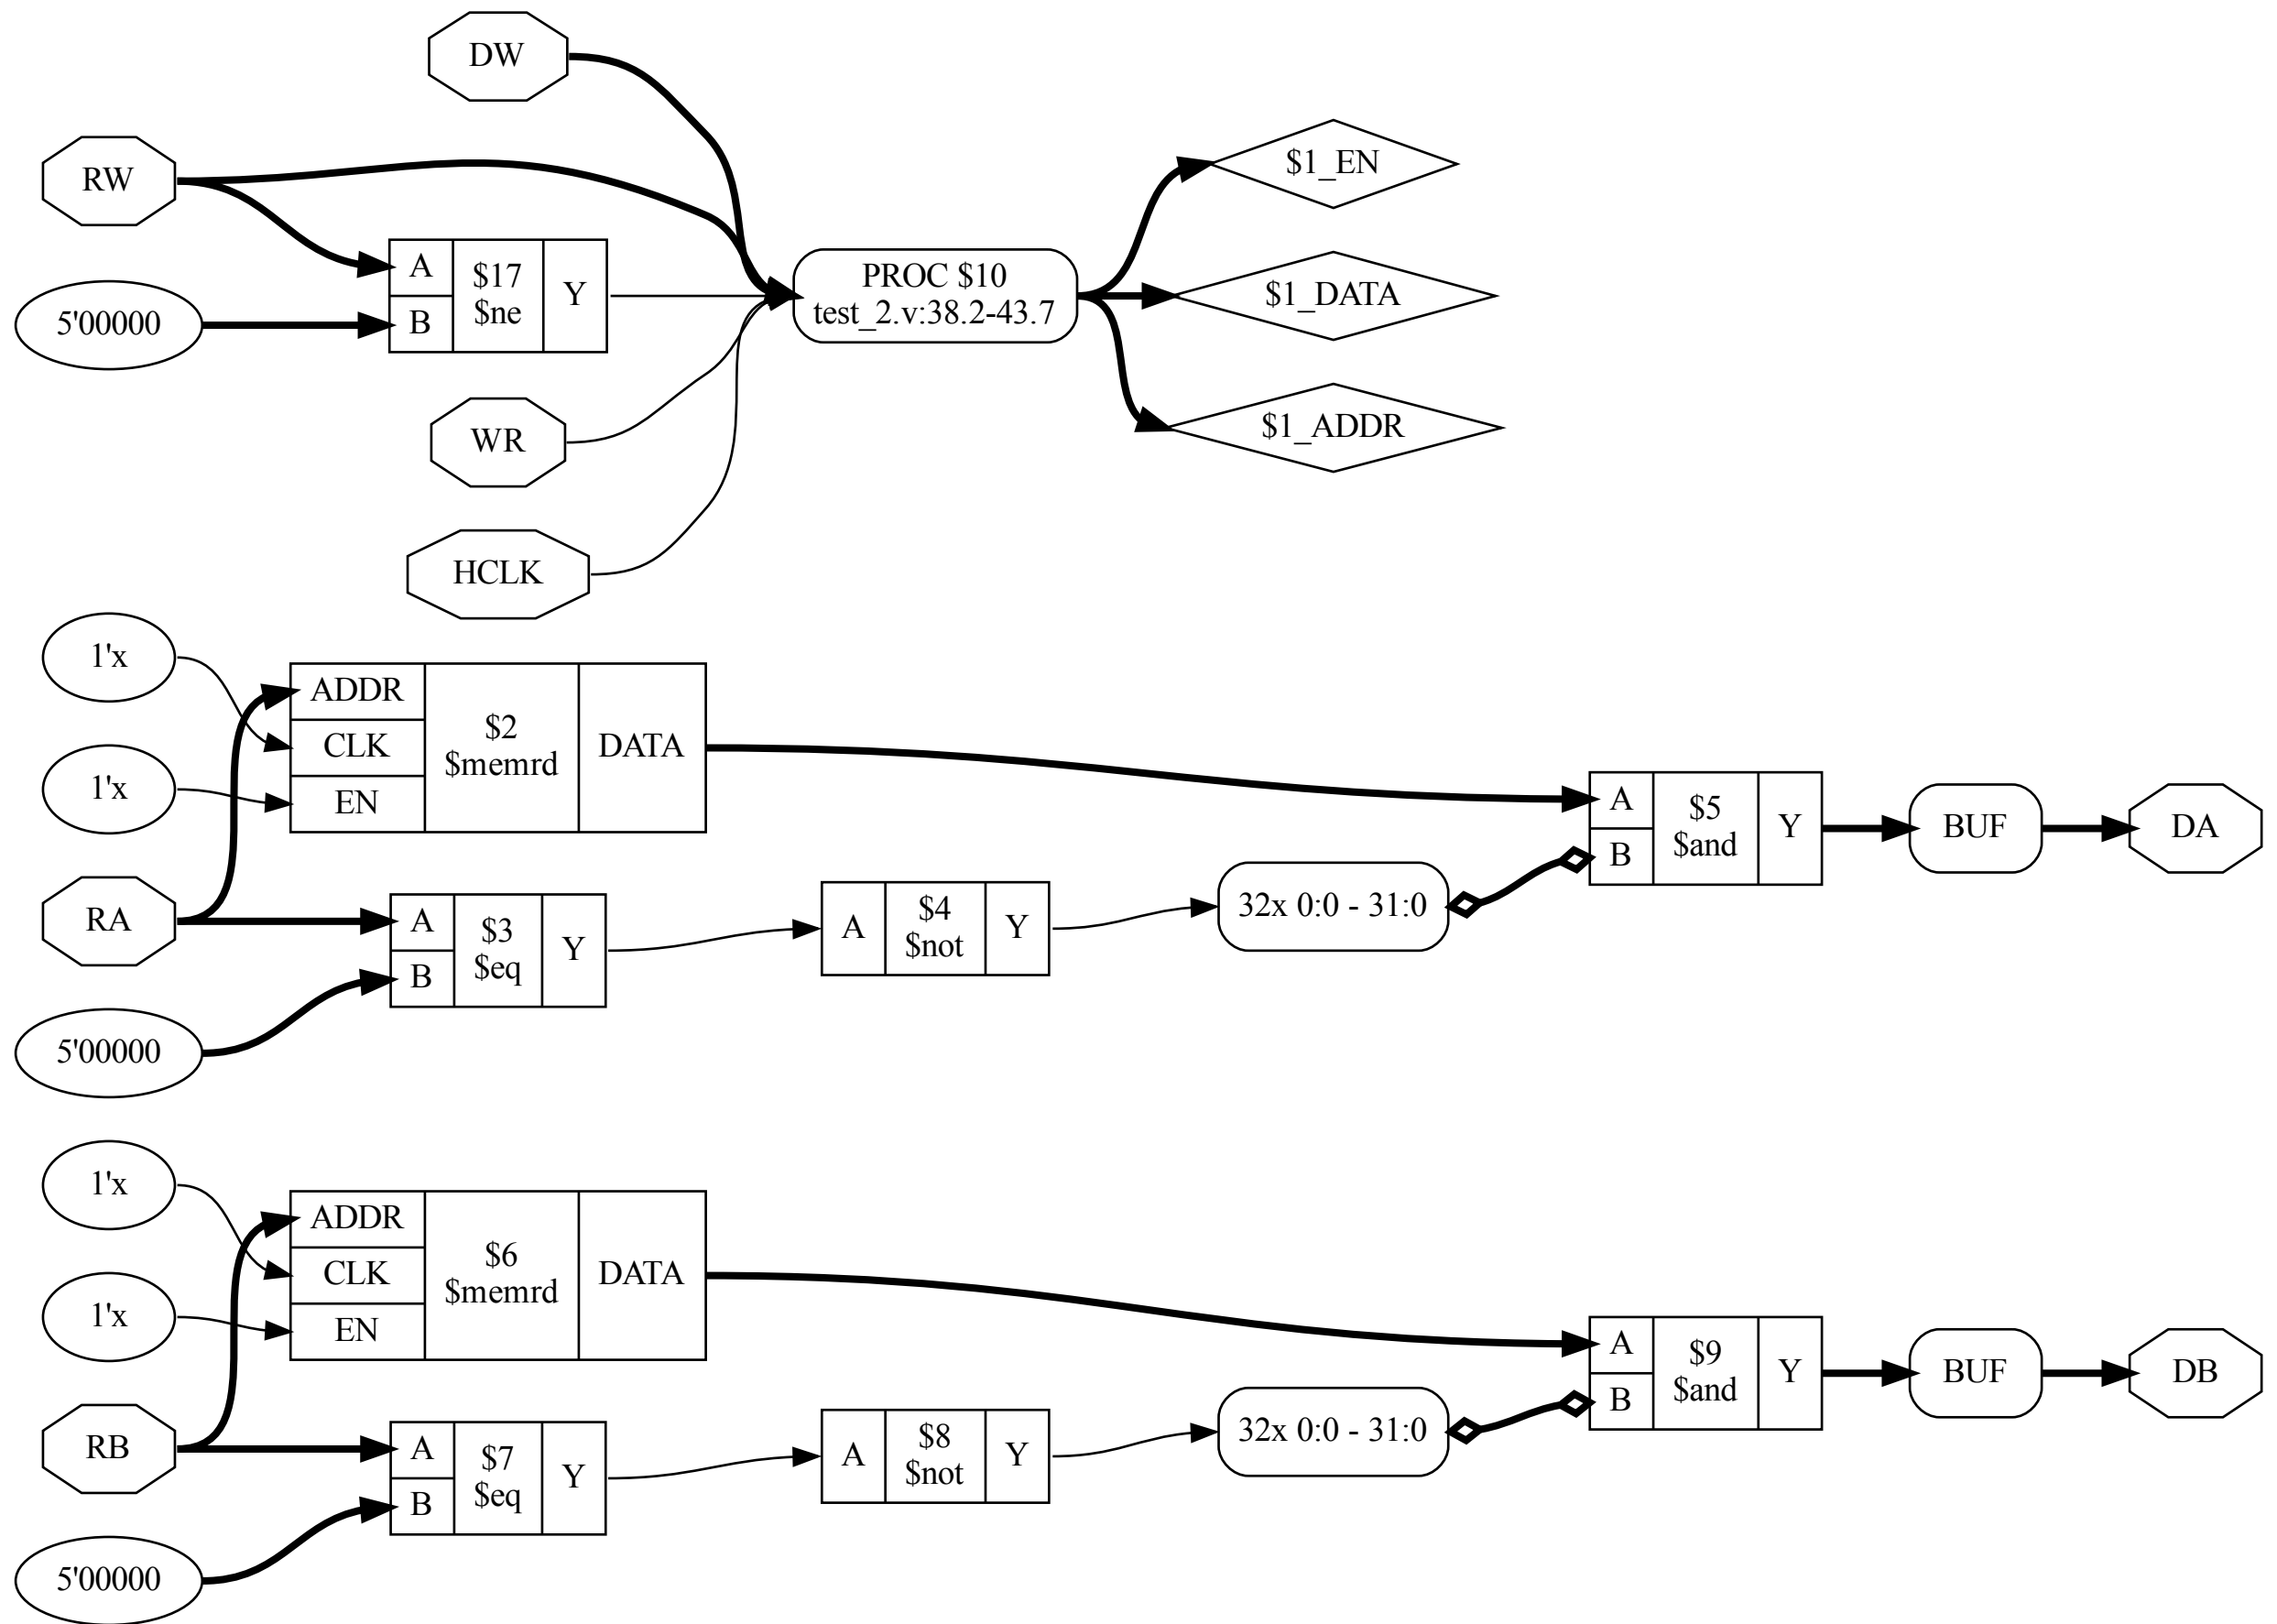 DW
RW
5'00000
A
B
$17
$ne
Y
WR
HCLK
PROC $10
test_2.v:38.2-43.7
$1_EN
$1_DATA
$1_ADDR
1'x
1'x
RA
5'00000
ADDR
CLK
EN
$2
$memrd
DATA
A
B
$3
$eq
Y
A
$4
$not
Y
32x 0:0 - 31:0
A
B
$5
$and
Y
BUF
DA
1'x
1'x
RB
5'00000
ADDR
CLK
EN
$6
$memrd
DATA
A
B
$7
$eq
Y
A
$8
$not
Y
32x 0:0 - 31:0
A
B
$9
$and
Y
BUF
DB